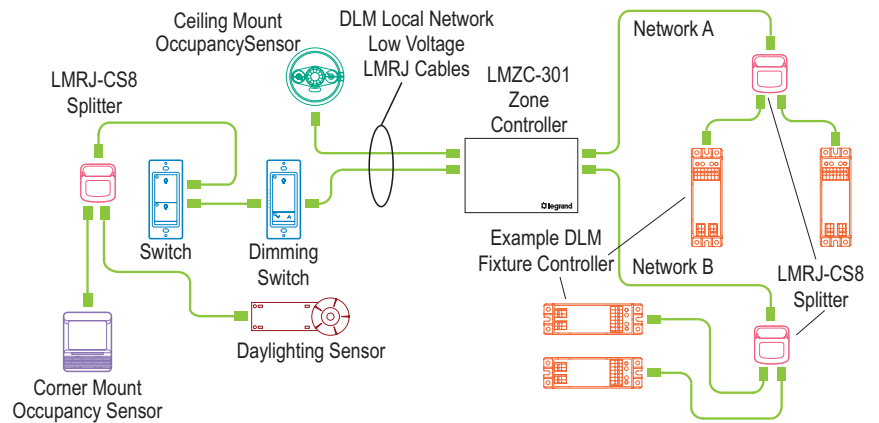 Ceiling Mount
OccupancySensor
DLM Local Network
Low Voltage
LMRJ Cables
Network A
LMRJ-CS8
Splitter
LMZC-301
Zone
Controller
legrand
Switch
Dimming
Switch
Example DLM
Fixture Controller
Network B
LMRJ-CS8
Splitter
Daylighting Sensor
Corner Mount
Occupancy Sensor